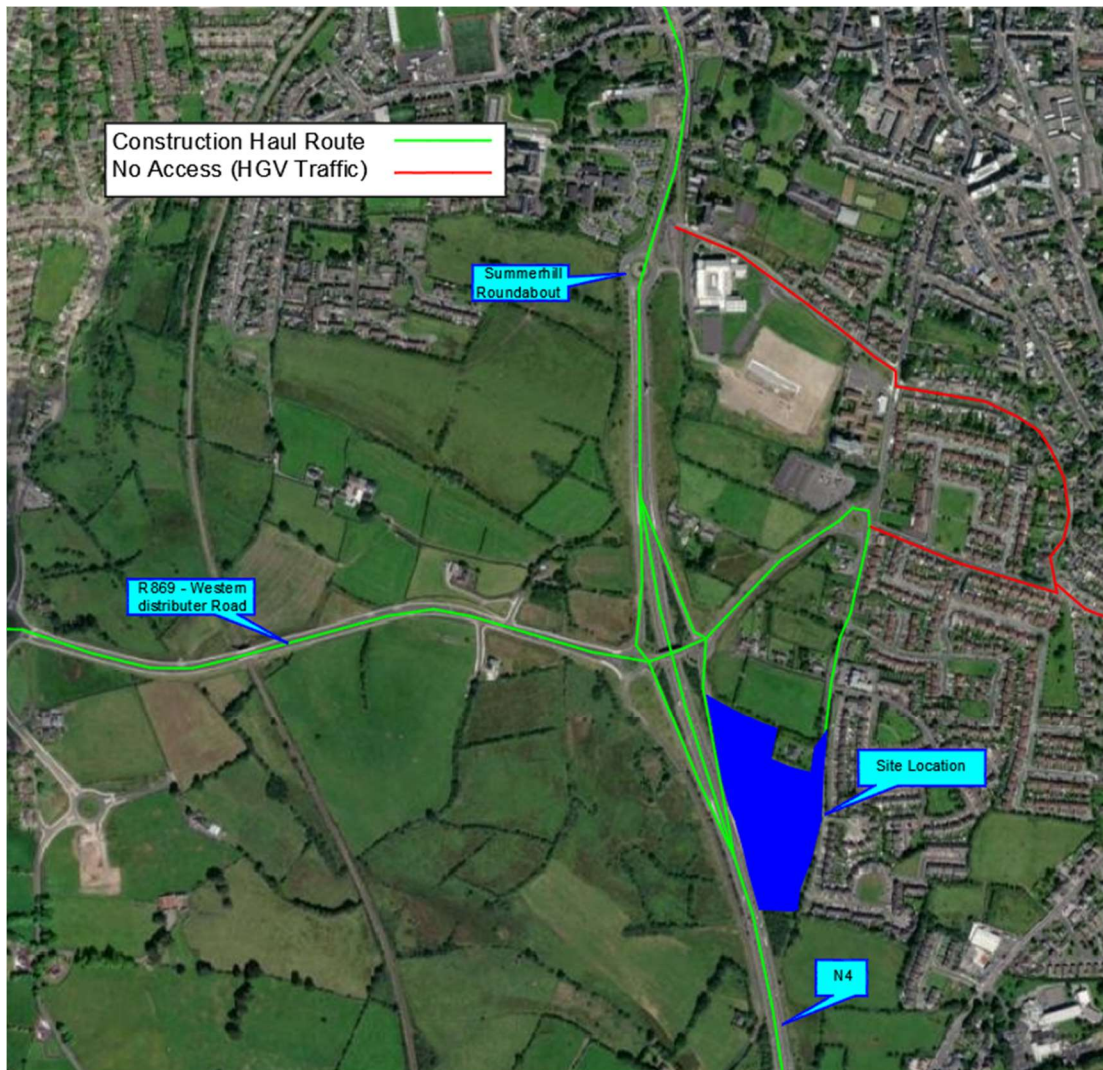 Construction Haul Route
No Access (HGV Traffic)
Summerhill
Roundabout
R869 - Western
distributer Road
Site Location
N4